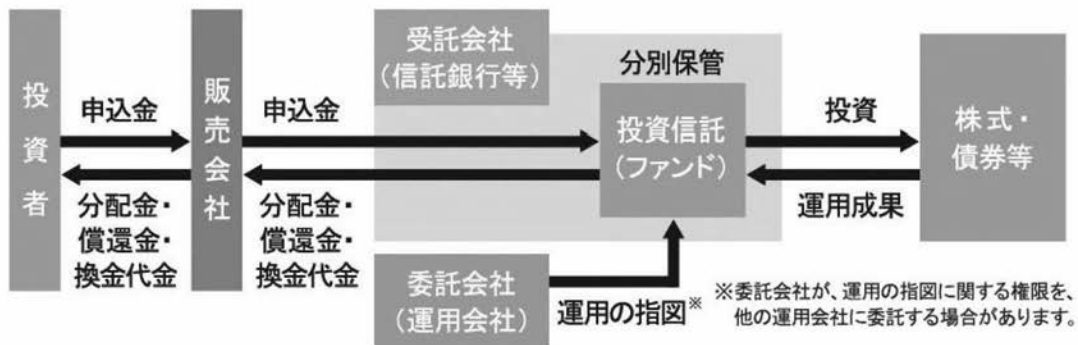 投資者
申込金
分配金・
償還金・
換金代金
販売会社
申込金
分配金・
償還金・
換金代金
受託会社
(信託銀行等)
分別保管
投資信託
(ファンド)
委託会社
(運用会社)
運用の指図※
投資
運用成果
株式・
債券等
※委託会社が、運用の指図に関する権限を、
他の運用会社に委託する場合があります。